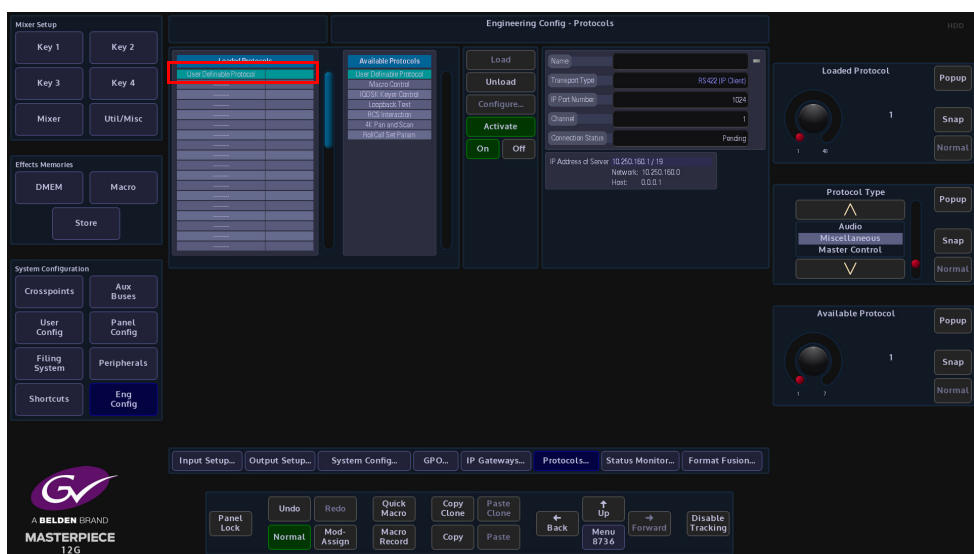 Mixer Setup
Key 1
Key 2
Key 3
Key 4
Mixer
Util/Misc
Effects Memories
DMEM
Macro
Store
System Configuration
Crosspoints
Aux
Buses
User
Config
Panel
Config
Filing
System
Peripherals
Shortcuts
Eng
Config
Engineering Config - Protocols
HDD
Loaded Protocols
User Definable Protocol
Available Protocols
User Definable Protocol
Macro Control
IQOSK Keyer Control
Loopback Test
RCS Interaction
4K Pan and Scan
RollCall Set Param
Load
Unload
Configure...
Activate
On
Off
Name
Transport Type
RS422 (IP Client)
IP Port Number
1024
Channel
1
Connection Status
Pending
IP Address of Server 10.250.160.1 / 19
Network: 10.250.160.0
Host: 0.0.0.1
Loaded Protocol
1
1
40
Popup
Snap
Normal
Protocol Type
Audio
Miscellaneous
Master Control
Popup
Snap
Normal
Available Protocol
1
1
7
Popup
Snap
Normal
Input Setup...
Output Setup...
System Config...
GPO...
IP Gateways...
Protocols...
Status Monitor...
Format Fusion...
GV
A BELDEN BRAND
MASTERPIECE
12G
Panel
Lock
Undo
Redo
Normal
Mod-
Assign
Quick
Macro
Macro
Record
Copy
Clone
Paste
Clone
Copy
Paste
Back
Up
Menu
8736
Forward
Disable
Tracking